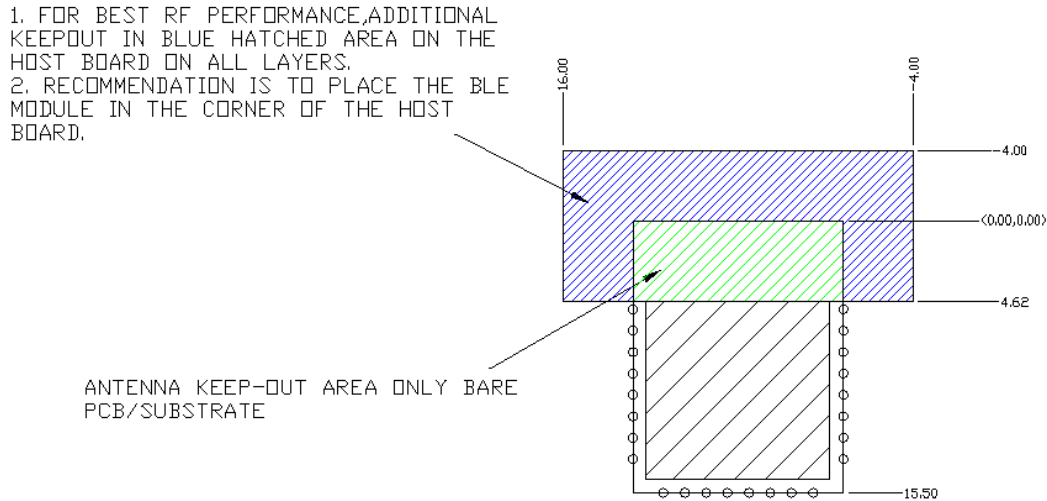 1. FOR BEST RF PERFORMANCE,ADDITIONAL
KEEPOUT IN BLUE HATCHED AREA ON THE
HOST BOARD ON ALL LAYERS.
2. RECOMMENDATION IS TO PLACE THE BLE
MODULE IN THE CORNER OF THE HOST
BOARD.
16.00
-4.00
-4.00
(0.00,0.00)
4.62
ANTENNA KEEP-OUT AREA ONLY BARE
PCB/SUBSTRATE
15.50